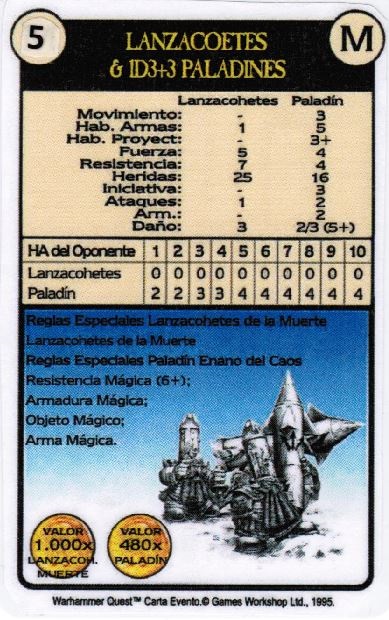 5
M
LANZACOETES
& 1D3+3 PALADINES
Lanzacohetes Paladín
Movimiento: - 3
Hab. Armas: 1 5
Hab. Proyect: - 3+
Fuerza: 5 4
Resistencia: 7 4
Heridas: 25 16
Iniciativa: - 3
Ataques: 1 2
Arm.: - 2
Daño: 3 2/3 (5+)
HA del Oponente 1 2 3 4 5 6 7 8 9 10
Lanzacohetes 0 0 0 0 0 0 0 0 0 0
Paladín 2 2 3 3 4 4 4 4 4 4
Reglas Especiales Lanzacohetes de la Muerte
Lanzacohetes de la Muerte
Reglas Especiales Paladín Enano del Caos
Resistencia Mágica (6+);
Armadura Mágica;
Objeto Mágico;
Arma Mágica.
VALOR
1.000x
LANZACOH.
MUERTE
VALOR
480x
PALADÍN
Warhammer Quest™ Carta Evento.© Games Workshop Ltd., 1995.